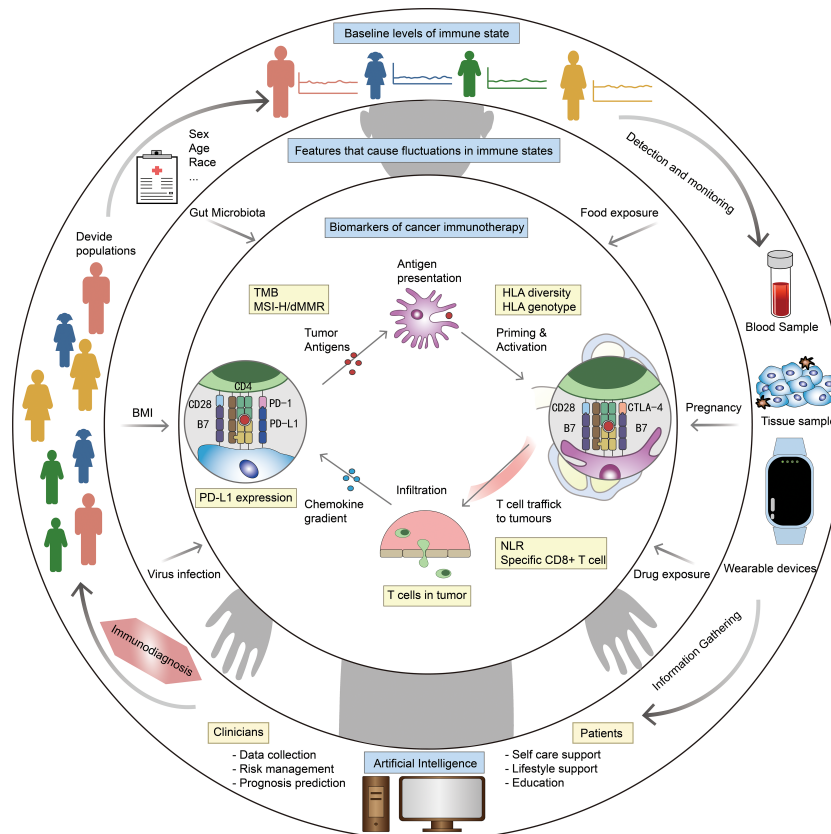 Baseline levels of immune state
Sex
Age
Race
...
Features that cause fluctuations in immune states
Detection and monitoring
Gut Microbiota
Food exposure
Biomarkers of cancer immunotherapy
Devide
populations
Antigen
presentation
TMB
MSI-H/dMMR
HLA diversity
HLA genotype
Tumor
Antigens
Priming &
Activation
Blood Sample
CD4
CD28
PD-1
B7
PD-L1
CD28
CTLA-4
B7
B7
BMI
Pregnancy
Tissue sample
PD-L1 expression
Chemokine
gradient
Infiltration
T cell traffick
to tumours
NLR
Specific CD8+ T cell
T cells in tumor
Virus infection
Drug exposure
Wearable devices
Immunodiagnosis
Information Gathering
Clinicians
- Data collection
- Risk management
- Prognosis prediction
Artificial Intelligence
Patients
- Self care support
- Lifestyle support
- Education